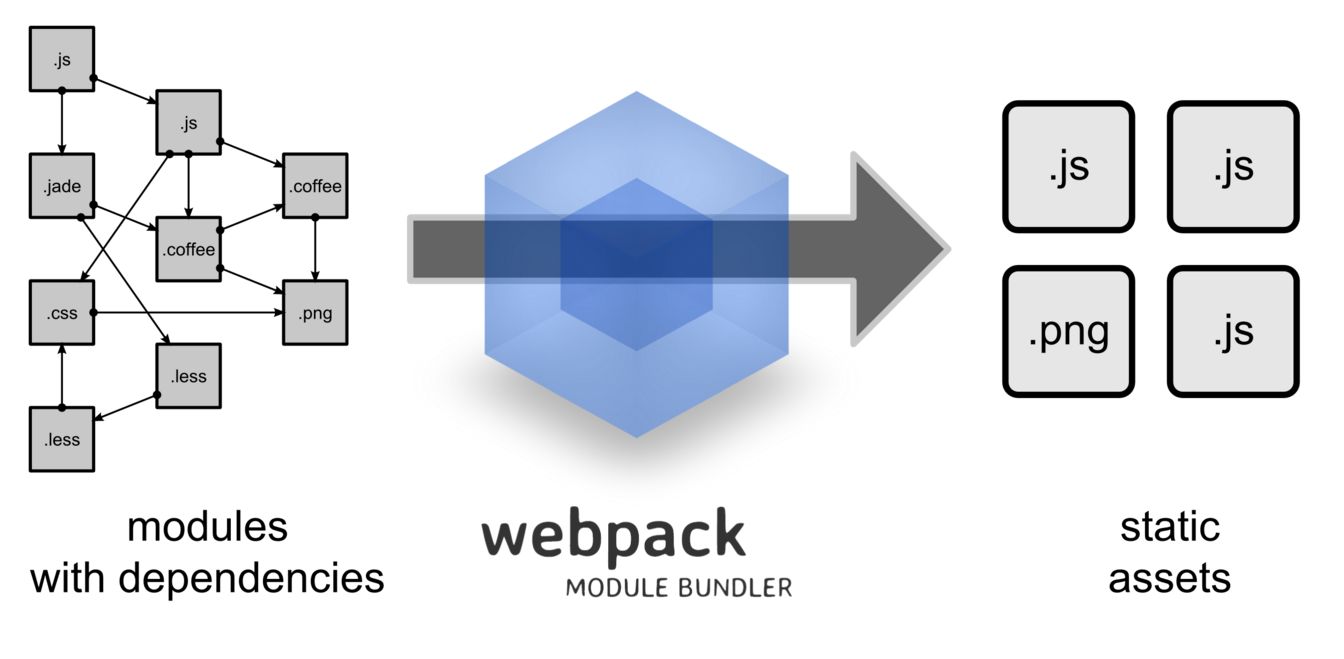 .js
.js
.jade
.coffee
.coffee
.css
.png
.less
.less
modules
with dependencies
webpack
MODULE BUNDLER
.js
.js
.png
.js
static
assets